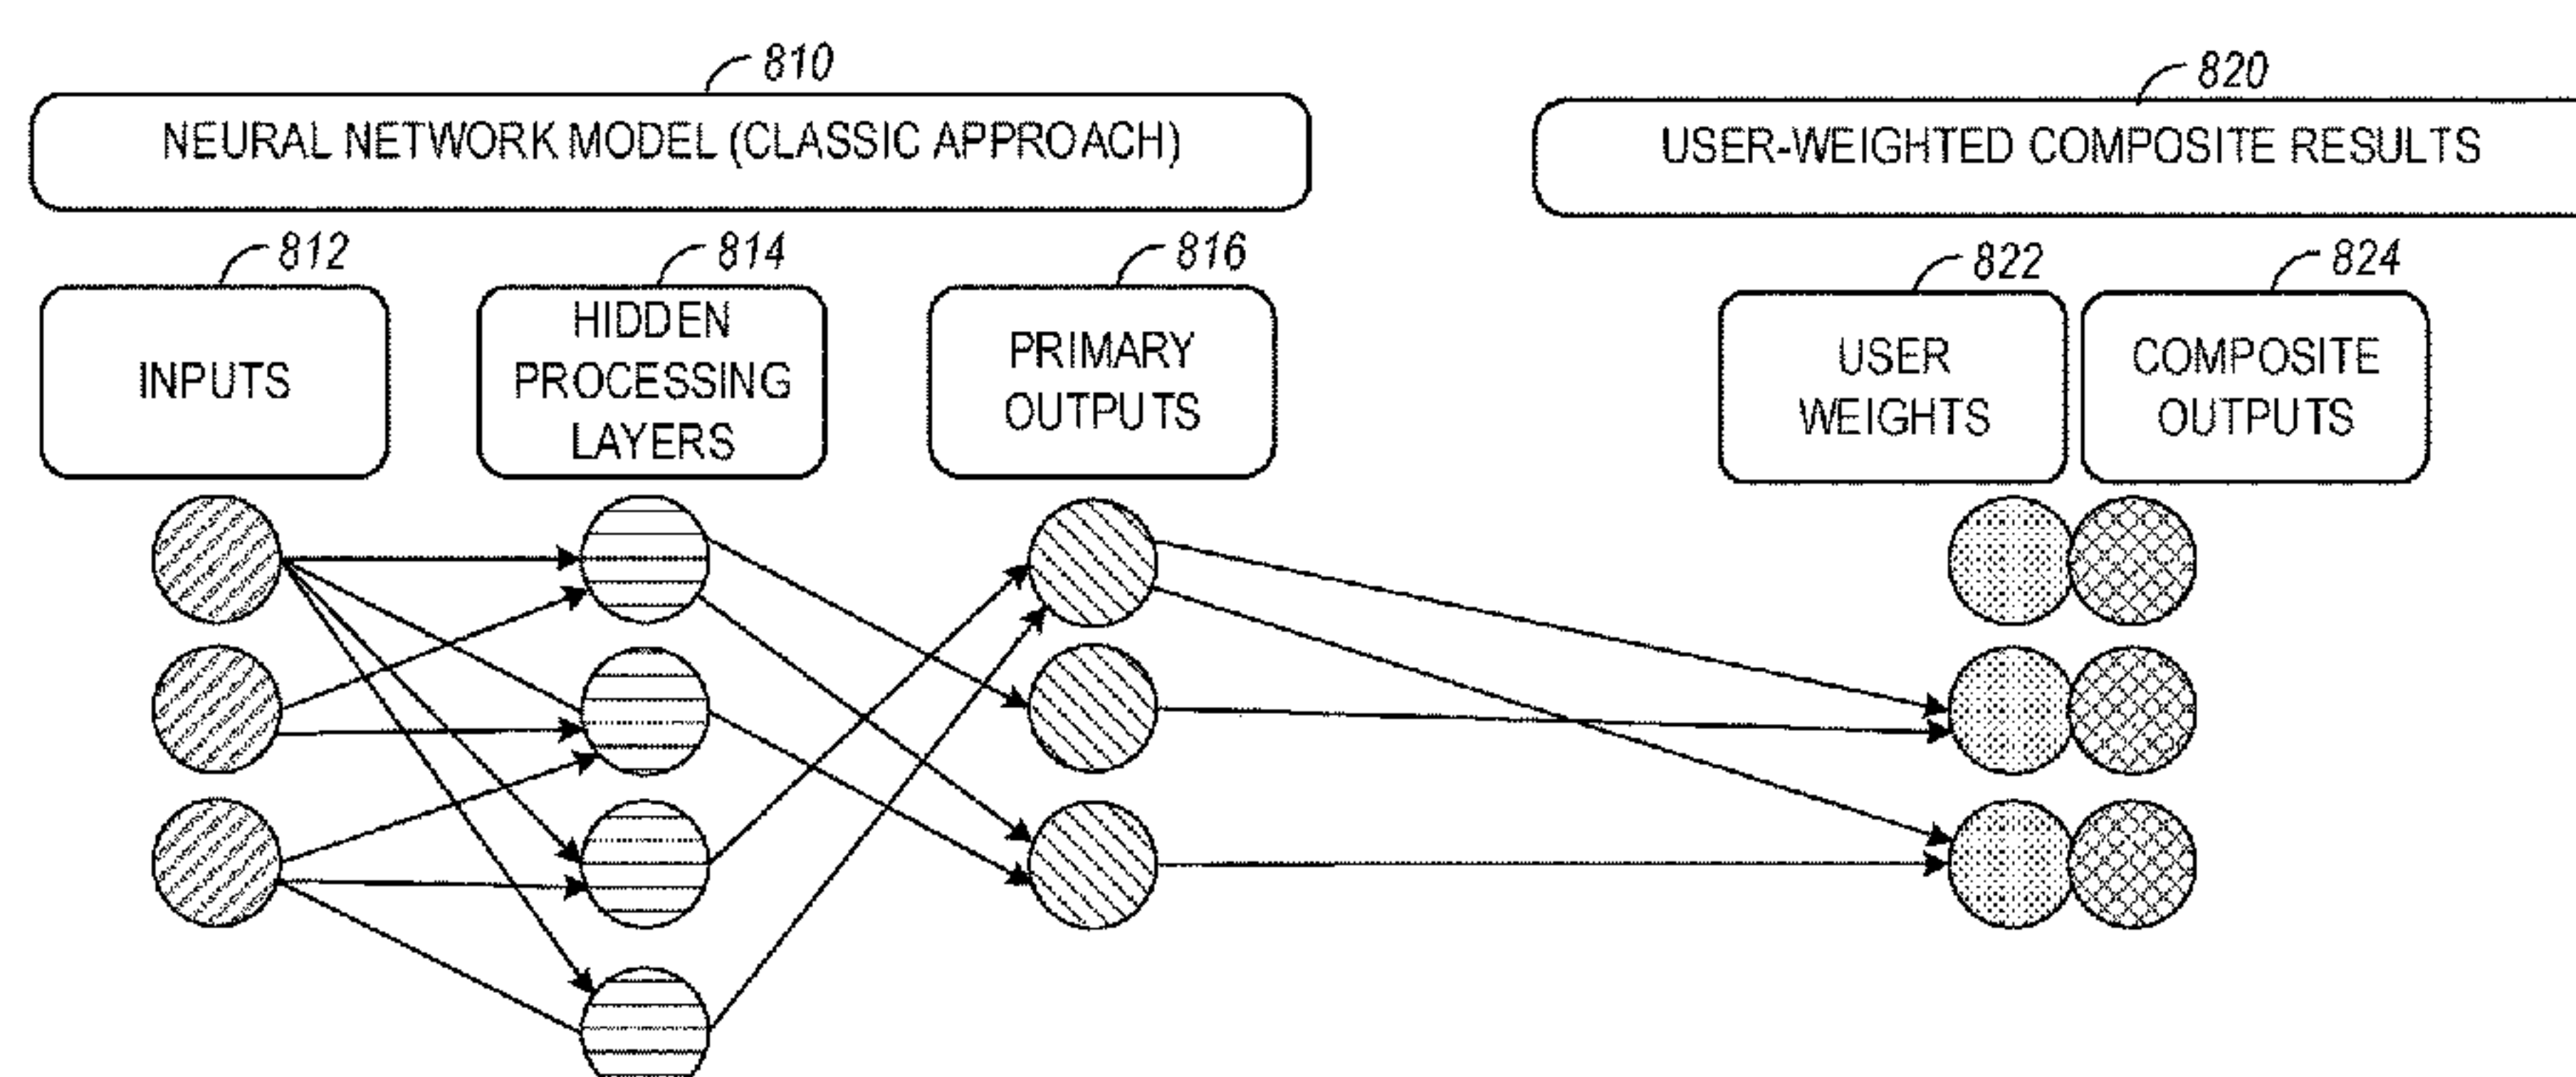 810
NEURAL NETWORK MODEL (CLASSIC APPROACH)
820
USER-WEIGHTED COMPOSITE RESULTS
812
INPUTS
814
HIDDEN
PROCESSING
LAYERS
816
PRIMARY
OUTPUTS
822
USER
WEIGHTS
824
COMPOSITE
OUTPUTS